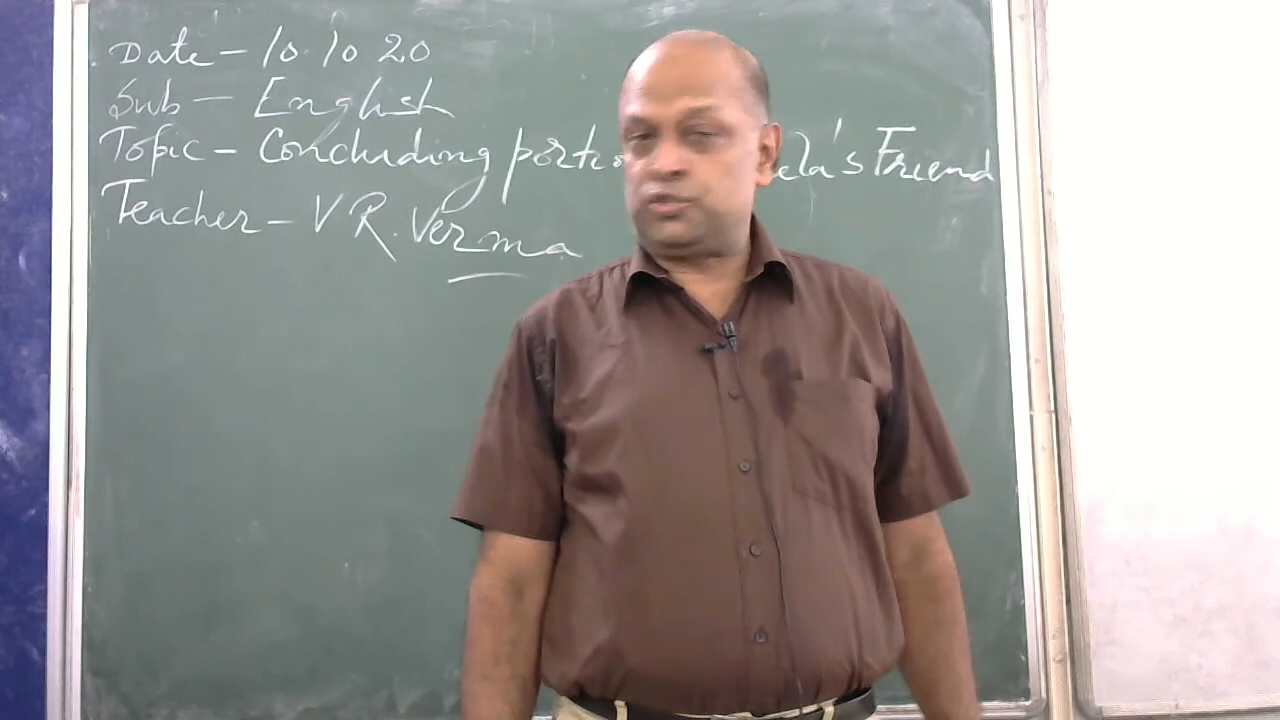 Date - 10.10 20
Sub - English
Topic - Concluding 's Friend
Teacher - V R. Verma